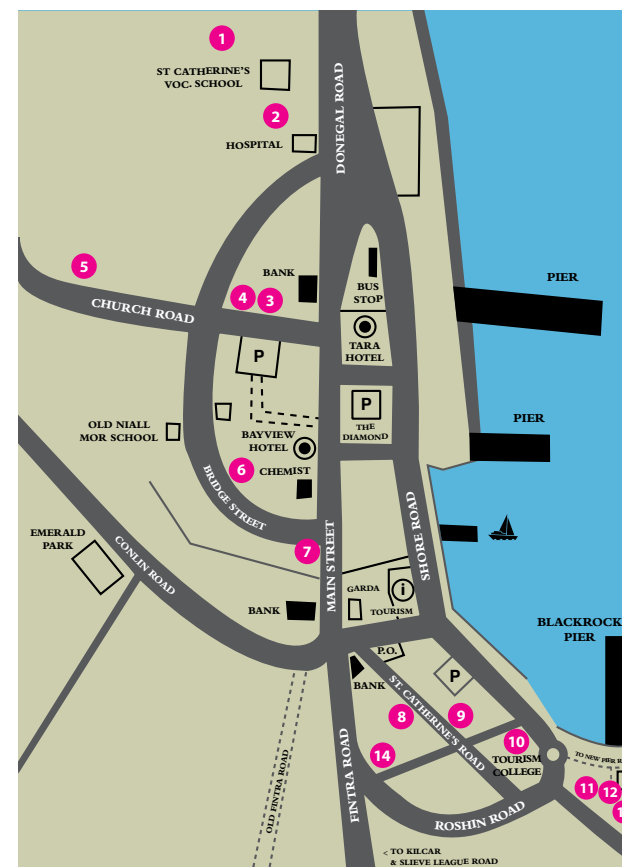 1
ST CATHERINE'S
VOC. SCHOOL
2
HOSPITAL
DONEGAL ROAD
5
4
3
BANK
BUS
STOP
PIER
CHURCH ROAD
P
TARA
HOTEL
P
THE
DIAMOND
PIER
OLD NIALL
MOR SCHOOL
BAYVIEW
HOTEL
6
CHEMIST
BRIDGE STREET
SHORE ROAD
EMERALD
PARK
CONLIN ROAD
7
MAIN STREET
GARDA
i
TOURISM
BANK
BLACKROCK
PIER
P.O.
BANK
P
ST. CATHERINE'S ROAD
8
9
10
TOURISM
COLLEGE
14
FINTRA ROAD
OLD FINTRA ROAD
TO NEW PIER
11
12
ROSHIN ROAD
< TO KILCAR
& SLIEVE LEAGUE ROAD